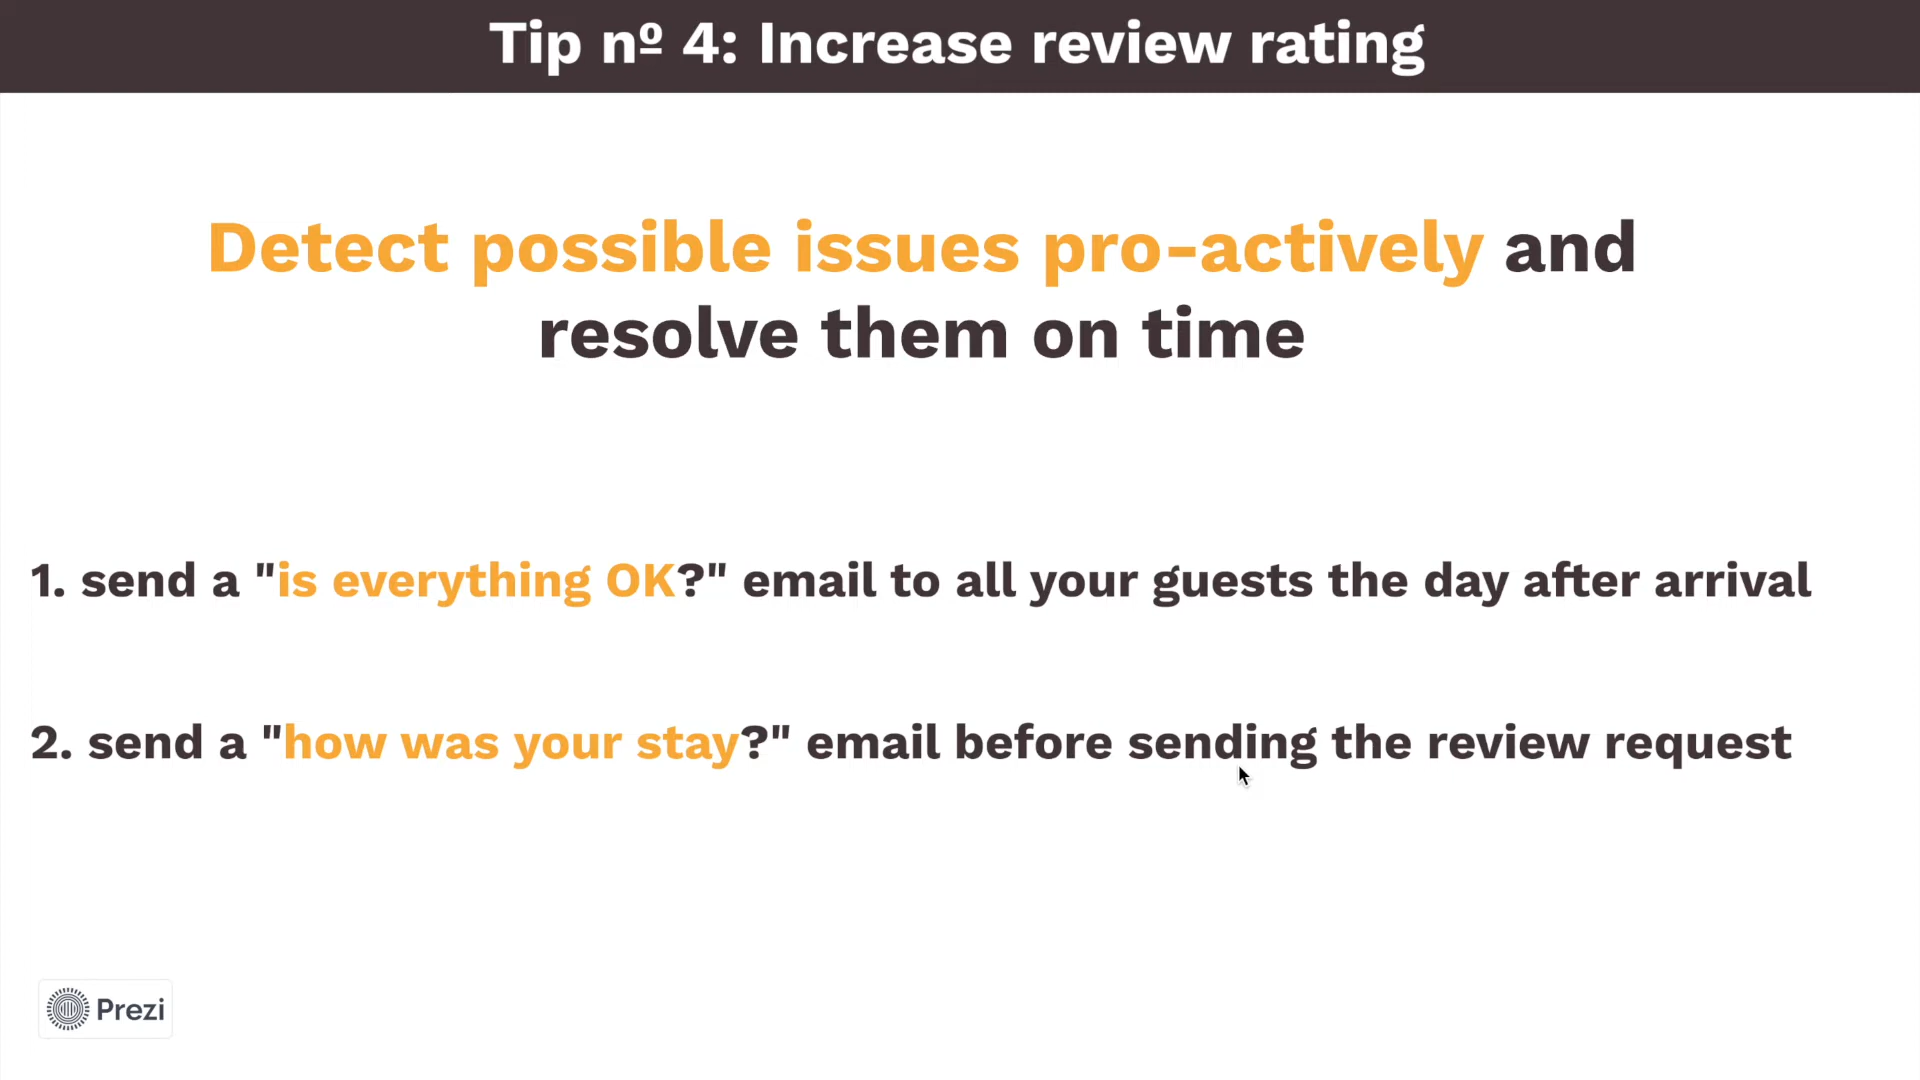 Tip nº 4: Increase review rating
Detect possible issues pro-actively and
resolve them on time
1. send a "is everything OK?" email to all your guests the day after arrival
2. send a "how was your stay?" email before sending the review request
Prezi